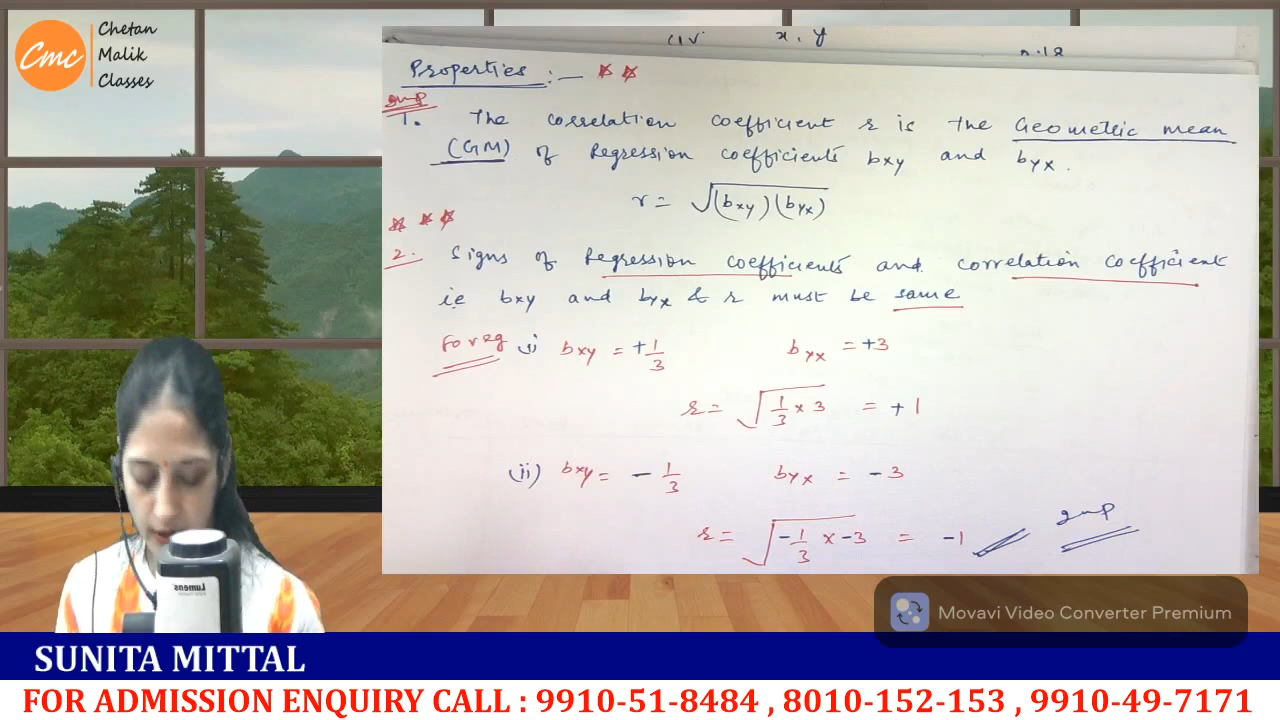 cmc
Chetan
Malik
Classes
x, y
Properties :—
Imp
1. The correlation coefficient r is the Geometric mean
(GM) of Regression coefficients bxy and byx.
r = √(bxy)(byx)
2. Signs of Regression coefficients and correlation coefficient
ie bxy and byx & r must be same
For eg (i) bxy = +1/3 byx = +3
r = √1/3 × 3 = + 1
(ii) bxy = - 1/3 byx = - 3
r = √-1/3 × -3 = -1
Imp
Lumens
Movavi Video Converter Premium
SUNITA MITTAL
FOR ADMISSION ENQUIRY CALL : 9910-51-8484 , 8010-152-153 , 9910-49-7171